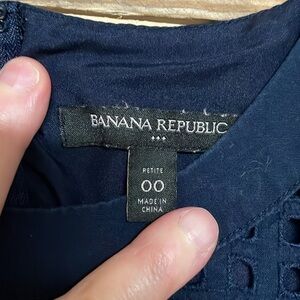 BANANA REPUBLIC
PETITE
00
MADE IN
CHINA